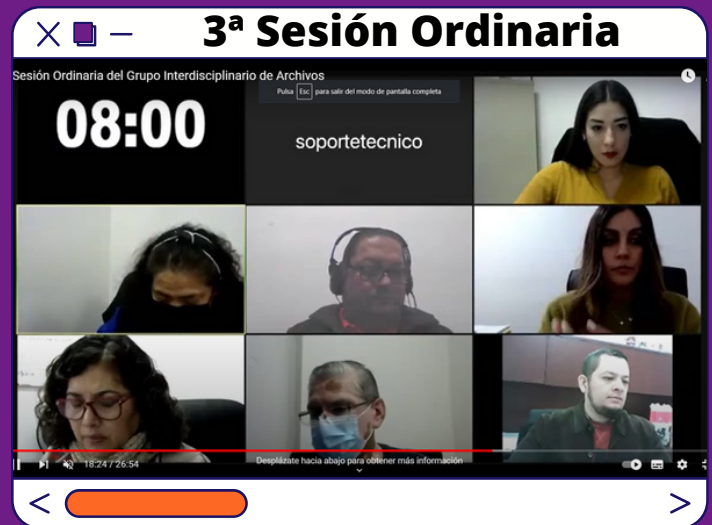 3ª Sesión Ordinaria
Sesión Ordinaria del Grupo Interdisciplinario de Archivos
08:00
Pulsa Esc para salir del modo de pantalla completa
soportetecnico
Desplázate hacia abajo para obtener más información
18:24 / 26:54